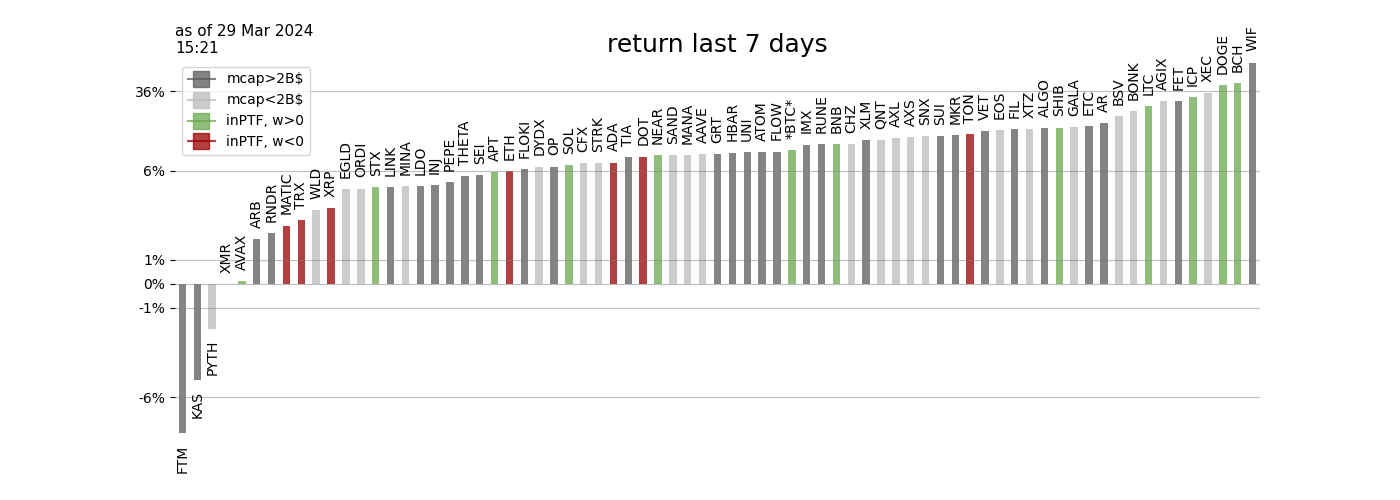 as of 29 Mar 2024
15:21
return last 7 days
mcap>2B$
mcap<2B$
inPTF, w>0
inPTF, w<0
36%
6%
1%
0%
-1%
-6%
FTM
KAS
PYTH
XMR
AVAX
ARB
RNDR
MATIC
TRX
WLD
XRP
EGLD
ORDI
STX
LINK
MINA
LDO
INJ
PEPE
THETA
SEI
APT
ETH
FLOKI
DYDX
OP
SOL
CFX
STRK
ADA
TIA
DOT
NEAR
SAND
MANA
AAVE
GRT
HBAR
UNI
ATOM
FLOW
*BTC*
IMX
RUNE
BNB
CHZ
XLM
QNT
AXL
AXS
SNX
SUI
MKR
TON
VET
EOS
FIL
XTZ
ALGO
SHIB
GALA
ETC
AR
BSV
BONK
LTC
AGIX
FET
ICP
XEC
DOGE
BCH
WIF